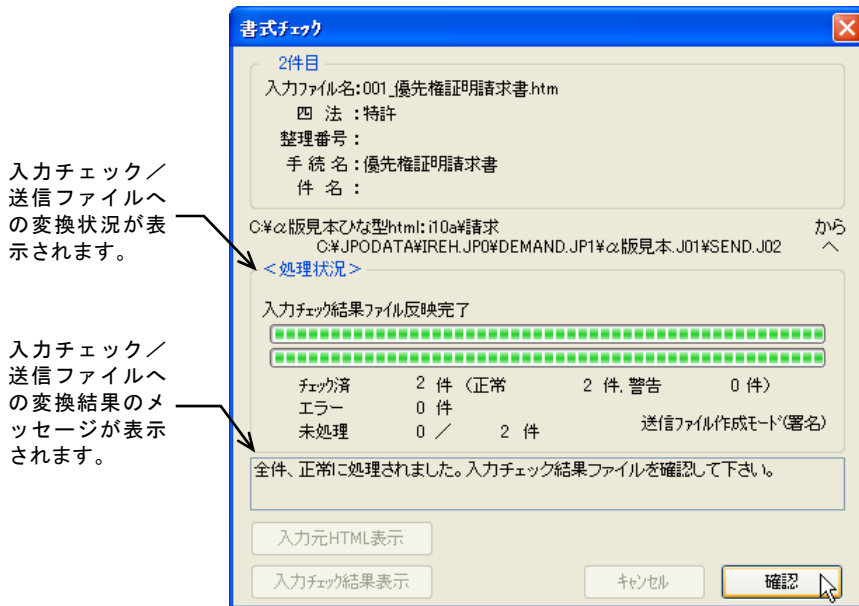 書式チェック
2件目
入力ファイル名:001_優先権証明請求書.htm
四 法 :特許
整理番号 :
手 続 名 :優先権証明請求書
件 名 :
入力チェック／
送信ファイルへ
の変換状況が表
示されます。
C:¥α版見本ひな型html:i10a¥請求 から
C:¥JPODATA¥IREH.JP0¥DEMAND.JP1¥α版見本.J01¥SEND.J02 へ
＜処理状況＞
入力チェック結果ファイル反映完了
入力チェック／
送信ファイルへ
の変換結果のメ
ッセージが表示
されます。
チェック済 2 件 （正常 2 件, 警告 0 件）
エラー 0 件
未処理 0 ／ 2 件 送信ファイル作成モード(署名)
全件、正常に処理されました。入力チェック結果ファイルを確認して下さい。
入力元HTML表示
入力チェック結果表示 キャンセル 確認